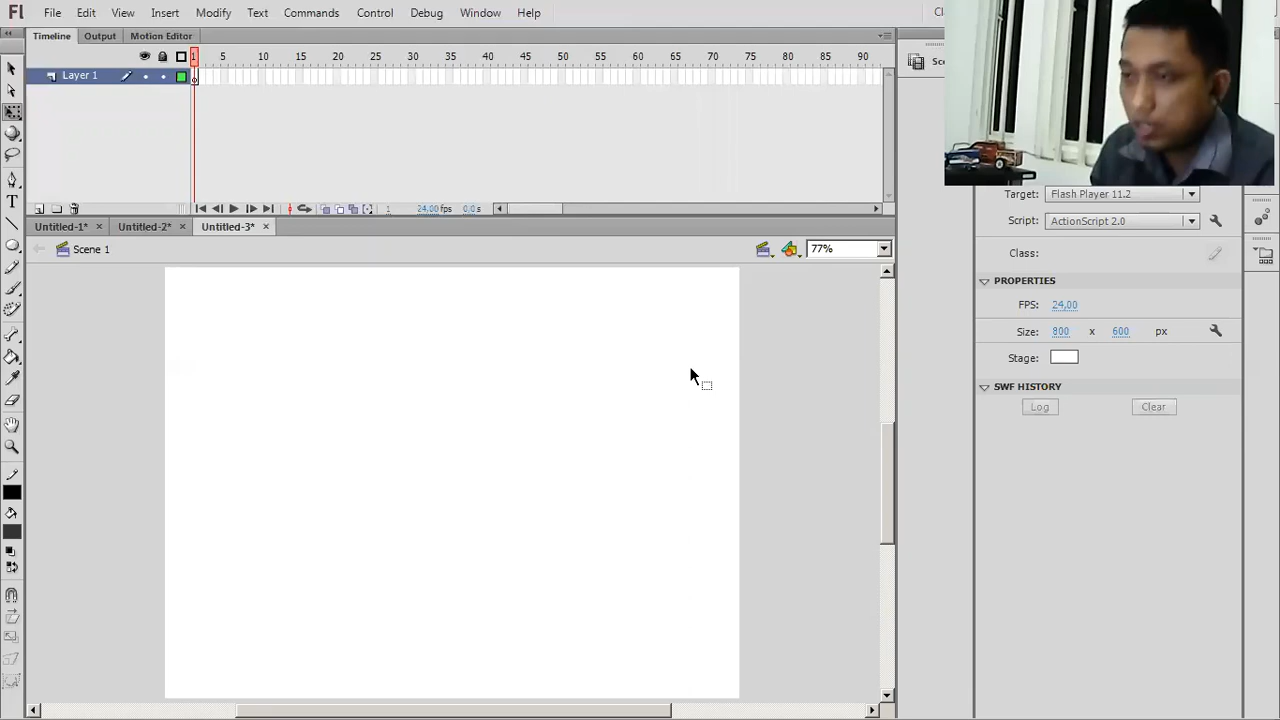 Fl File Edit View Insert Modify Text Commands Control Debug Window Help
Timeline Output Motion Editor
1 5 10 15 20 25 30 35 40 45 50 55 60 65 70 75 80 85 90
Layer 1
1 24,00 fps 0,0 s
Untitled-1* × Untitled-2* × Untitled-3* ×
Scene 1 77%
Target: Flash Player 11.2
Script: ActionScript 2.0
Class:
PROPERTIES
FPS: 24,00
Size: 800 x 600 px
Stage:
SWF HISTORY
Log Clear